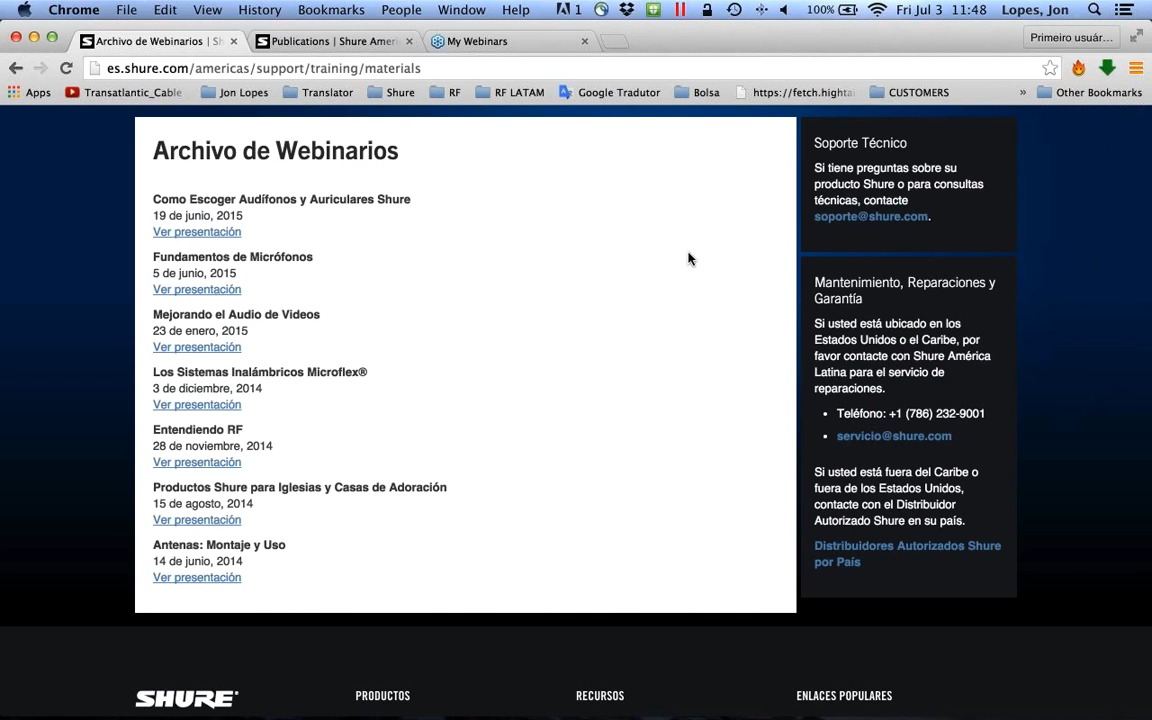 Chrome File Edit View History Bookmarks People Window Help 1 100% Fri Jul 3 11:48 Lopes, Jon
Archivo de Webinarios | Sh
Publications | Shure Ameri
My Webinars
Primeiro usuár…
es.shure.com/americas/support/training/materials
Apps Transatlantic_Cable Jon Lopes Translator Shure RF RF LATAM Google Tradutor Bolsa https://fetch.hight CUSTOMERS » Other Bookmarks
Archivo de Webinarios
Como Escoger Audífonos y Auriculares Shure
19 de junio, 2015
Ver presentación
Fundamentos de Micrófonos
5 de junio, 2015
Ver presentación
Mejorando el Audio de Videos
23 de enero, 2015
Ver presentación
Los Sistemas Inalámbricos Microflex®
3 de diciembre, 2014
Ver presentación
Entendiendo RF
28 de noviembre, 2014
Ver presentación
Productos Shure para Iglesias y Casas de Adoración
15 de agosto, 2014
Ver presentación
Antenas: Montaje y Uso
14 de junio, 2014
Ver presentación
Soporte Técnico
Si tiene preguntas sobre su
producto Shure o para consultas
técnicas, contacte
soporte@shure.com.
Mantenimiento, Reparaciones y
Garantía
Si usted está ubicado en los
Estados Unidos o el Caribe, por
favor contacte con Shure América
Latina para el servicio de
reparaciones.
• Teléfono: +1 (786) 232-9001
• servicio@shure.com
Si usted está fuera del Caribe o
fuera de los Estados Unidos,
contacte con el Distribuidor
Autorizado Shure en su país.
Distribuidores Autorizados Shure
por País
SHURE PRODUCTOS RECURSOS ENLACES POPULARES